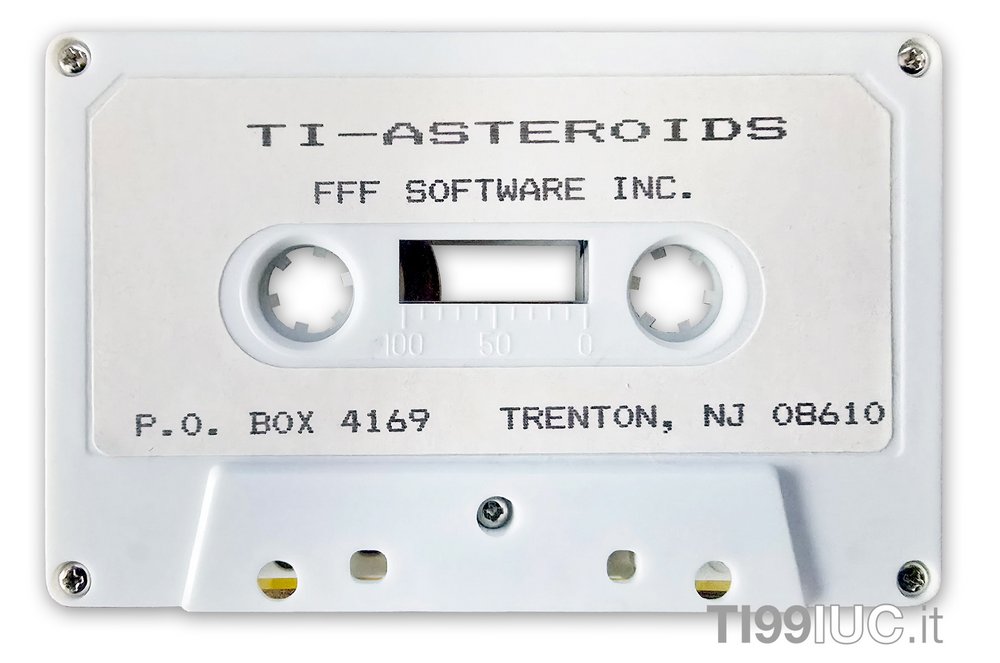 TI-ASTEROIDS
FFF SOFTWARE INC.
100 50 0
P.O. BOX 4169 TRENTON, NJ 08610
TI99IUC.it